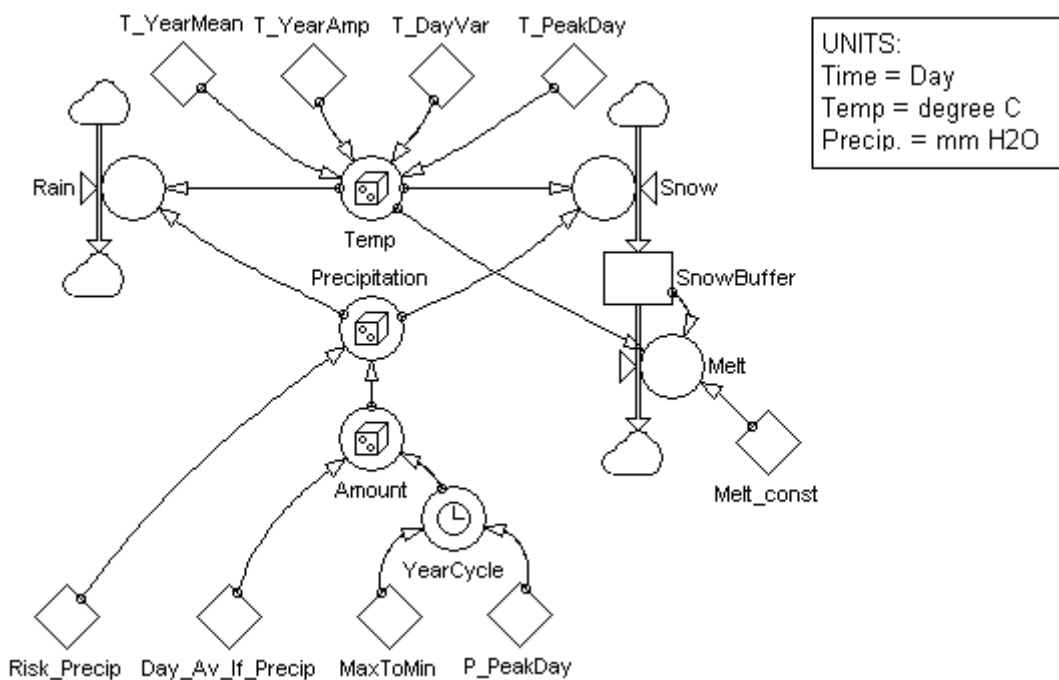 T_YearMean
T_YearAmp
T_DayVar
T_PeakDay
UNITS:
Time = Day
Temp = degree C
Precip. = mm H2O
Rain
Snow
Temp
Precipitation
SnowBuffer
Melt
Amount
Melt_const
YearCycle
Risk_Precip
Day_Av_If_Precip
MaxToMin
P_PeakDay